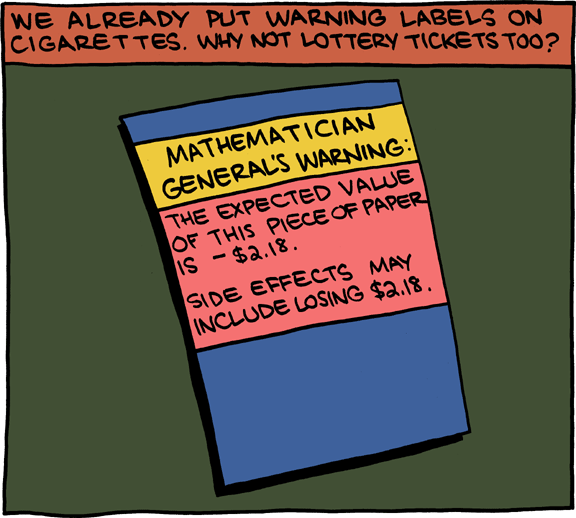 WE ALREADY PUT WARNING LABELS ON
CIGARETTES. WHY NOT LOTTERY TICKETS TOO?
MATHEMATICIAN
GENERAL'S WARNING:
THE EXPECTED VALUE
OF THIS PIECE OF PAPER
IS - $2.18.
SIDE EFFECTS MAY
INCLUDE LOSING $2.18.